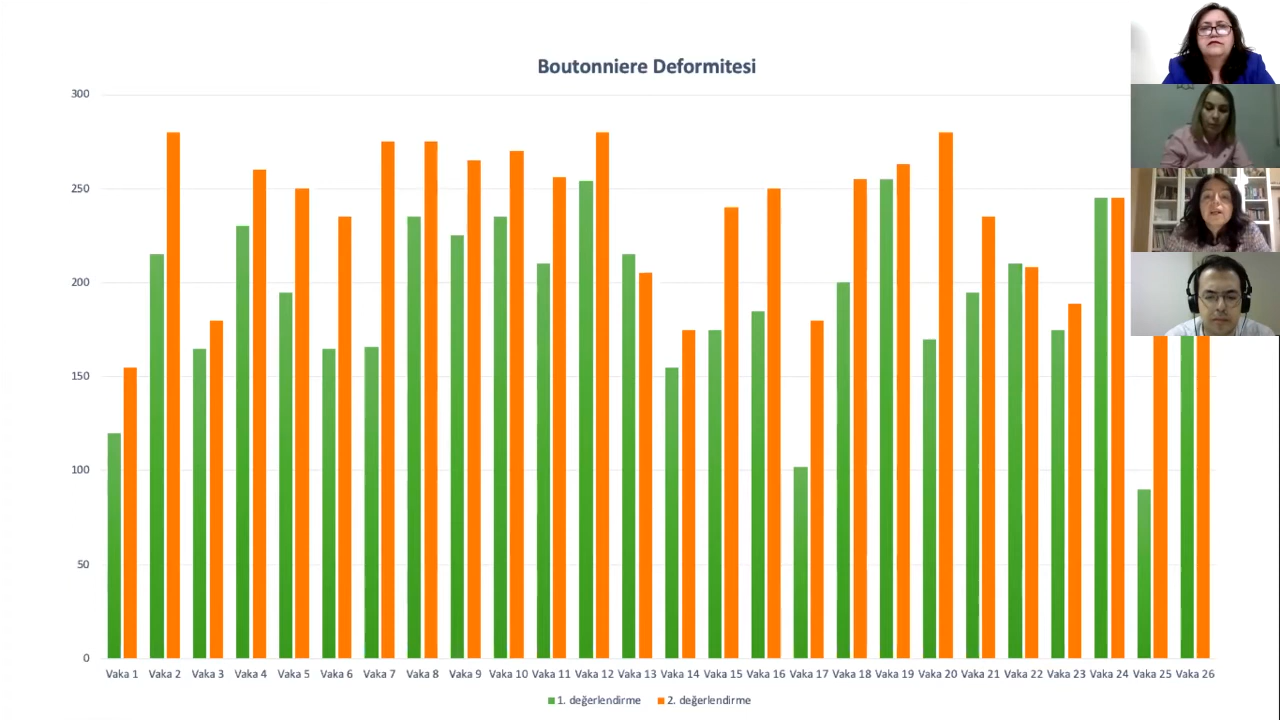 Boutonniere Deformitesi
300
250
200
150
100
50
0
Vaka 1 Vaka 2 Vaka 3 Vaka 4 Vaka 5 Vaka 6 Vaka 7 Vaka 8 Vaka 9 Vaka 10 Vaka 11 Vaka 12 Vaka 13 Vaka 14 Vaka 15 Vaka 16 Vaka 17 Vaka 18 Vaka 19 Vaka 20 Vaka 21 Vaka 22 Vaka 23 Vaka 24 Vaka 25 Vaka 26
1. değerlendirme 2. değerlendirme